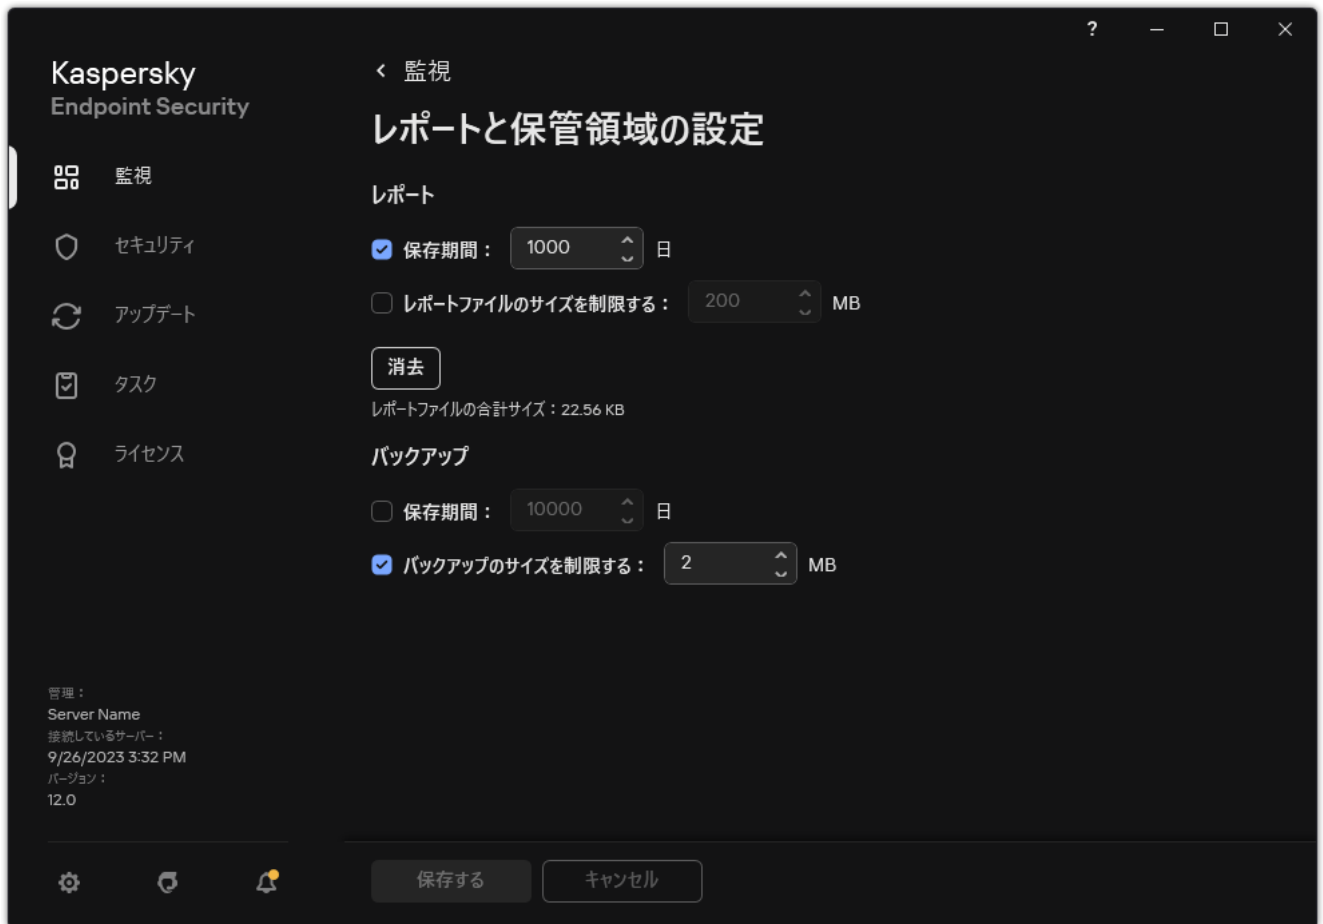 ?
Kaspersky
Endpoint Security
監視
セキュリティ
アップデート
タスク
ライセンス
管理：
Server Name
接続しているサーバー：
9/26/2023 3:32 PM
バージョン：
12.0
監視
レポートと保管領域の設定
レポート
保存期間： 1000 日
レポートファイルのサイズを制限する： 200 MB
消去
レポートファイルの合計サイズ：22.56 KB
バックアップ
保存期間： 10000 日
バックアップのサイズを制限する： 2 MB
保存する キャンセル